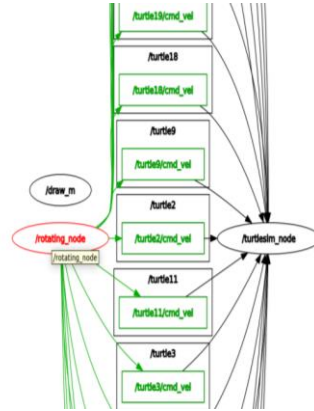 /turtle19/cmd_vel
/turtle18
/turtle18/cmd_vel
/turtle9
/turtle9/cmd_vel
/draw_m
/turtle2
/rotating_node
/turtle2/cmd_vel
/turtlesim_node
/rotating_node
/turtle11
/turtle11/cmd_vel
/turtle3
/turtle3/cmd_vel